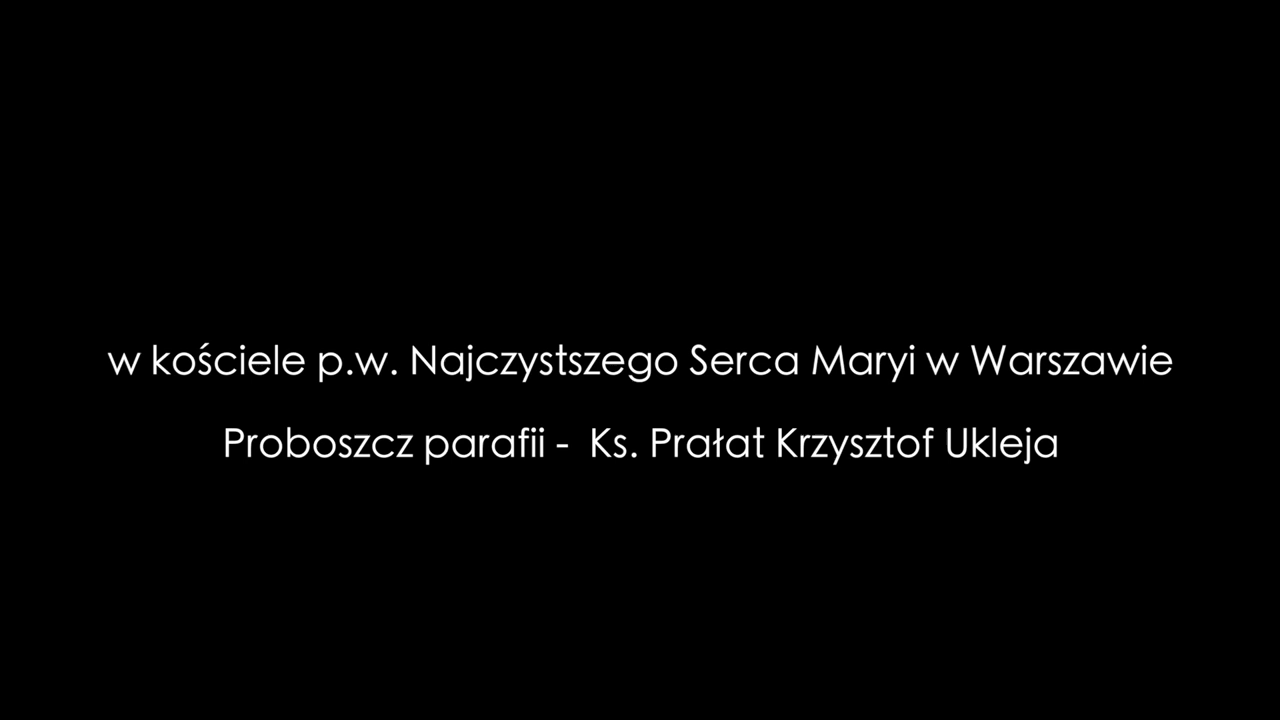 w kościele p.w. Najczystszego Serca Maryi w Warszawie
Proboszcz parafii - Ks. Prałat Krzysztof Ukleja